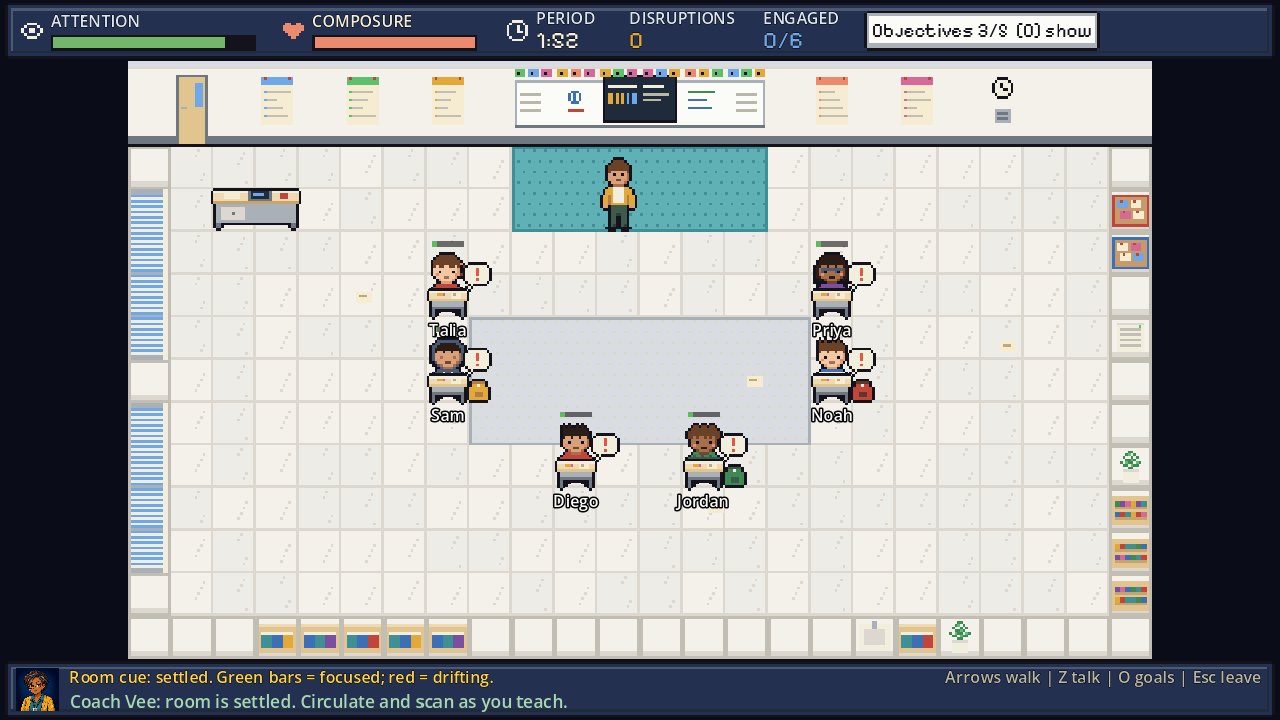 ATTENTION
COMPOSURE
PERIOD
1:52
DISRUPTIONS
0
ENGAGED
0/6
Objectives 3/8 (O) show
Talia
Priya
Sam
Noah
Diego
Jordan
Room cue: settled. Green bars = focused; red = drifting.
Coach Vee: room is settled. Circulate and scan as you teach.
Arrows walk | Z talk | O goals | Esc leave